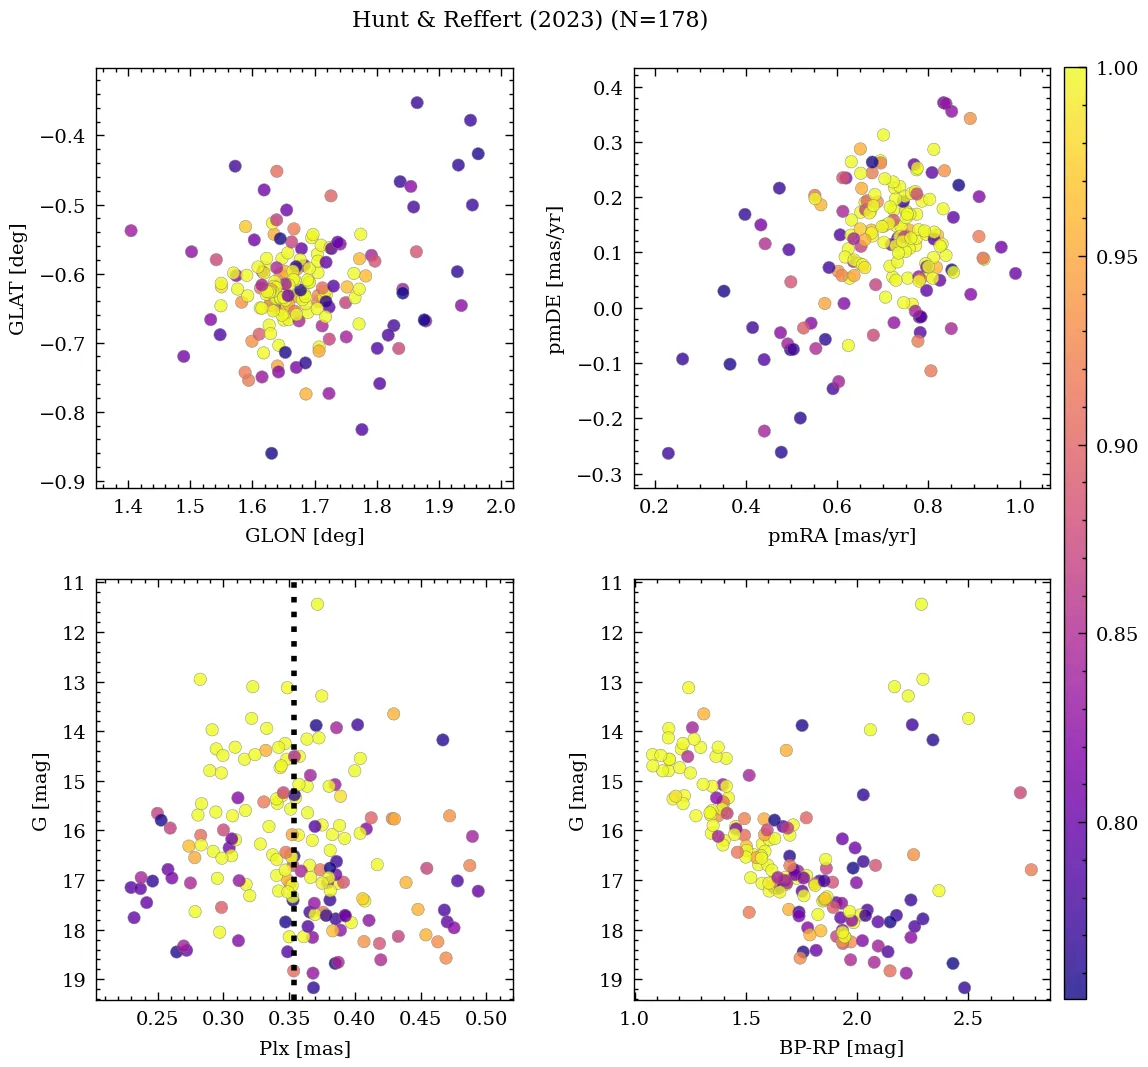 Hunt & Reffert (2023) (N=178)
−0.4
−0.5
−0.6
−0.7
−0.8
−0.9
GLAT [deg]
1.4 1.5 1.6 1.7 1.8 1.9 2.0
GLON [deg]
0.4
0.3
0.2
0.1
0.0
−0.1
−0.2
−0.3
pmDE [mas/yr]
0.2 0.4 0.6 0.8 1.0
pmRA [mas/yr]
1.00
0.95
0.90
0.85
0.80
11
12
13
14
15
16
17
18
19
G [mag]
0.25 0.30 0.35 0.40 0.45 0.50
Plx [mas]
11
12
13
14
15
16
17
18
19
G [mag]
1.0 1.5 2.0 2.5
BP-RP [mag]